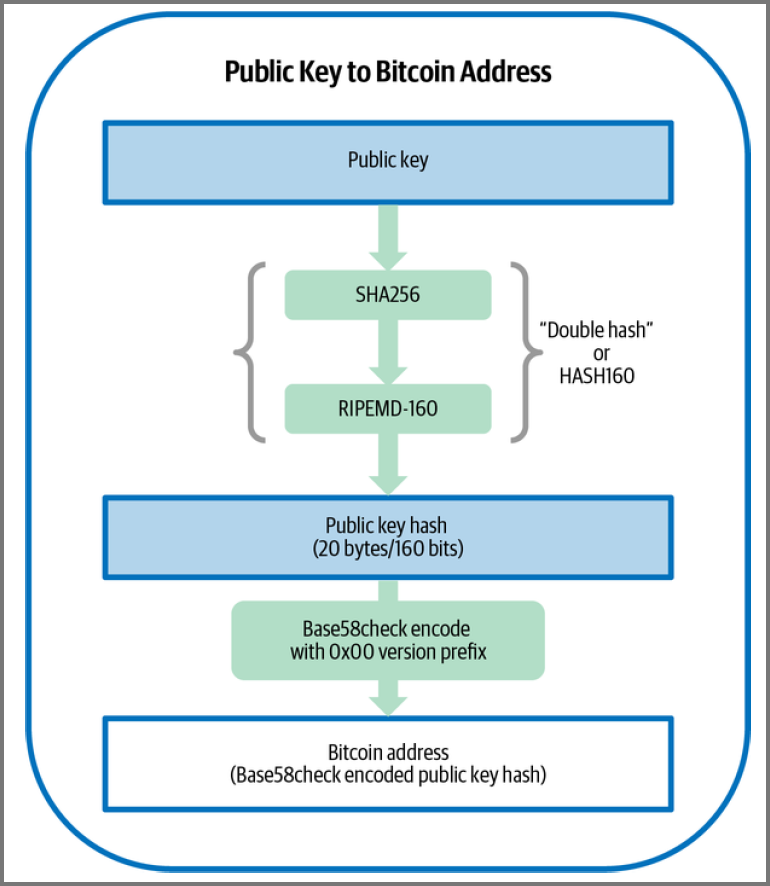 Public Key to Bitcoin Address
Public key
SHA256
“Double hash”
or
HASH160
RIPEMD-160
Public key hash
(20 bytes/160 bits)
Base58check encode
with 0x00 version prefix
Bitcoin address
(Base58check encoded public key hash)